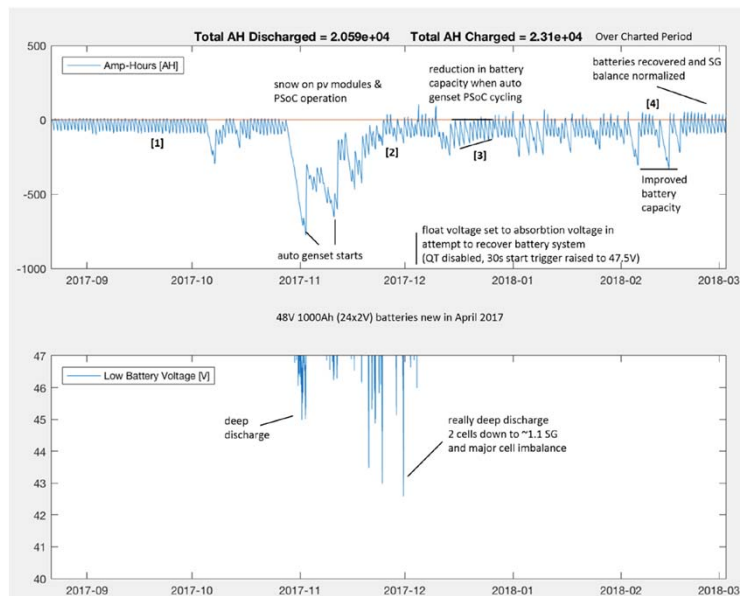 Total AH Discharged = 2.059e+04 Total AH Charged = 2.31e+04 Over Charted Period
500
0
-500
-1000
Amp-Hours [AH]
snow on pv modules &
PSoC operation
reduction in battery
capacity when auto
genset PSoC cycling
batteries recovered and SG
balance normalized
[1]
[2]
[3]
[4]
auto genset starts
Improved
battery
capacity
float voltage set to absorbtion voltage in
attempt to recover battery system
(QT disabled, 30s start trigger raised to 47,5V)
2017-09 2017-10 2017-11 2017-12 2018-01 2018-02 2018-03
48V 1000Ah (24x2V) batteries new in April 2017
47
46
45
44
43
42
41
40
Low Battery Voltage [V]
deep
discharge
really deep discharge
2 cells down to ~1.1 SG
and major cell imbalance
2017-09 2017-10 2017-11 2017-12 2018-01 2018-02 2018-03